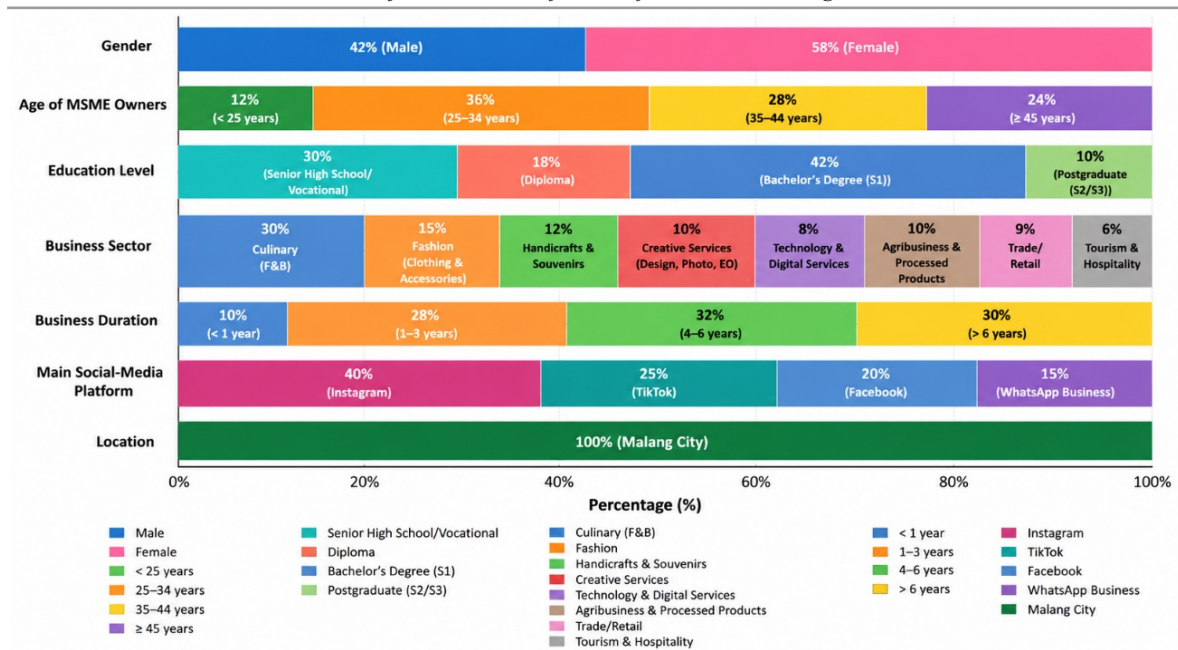 Gender
42% (Male)
58% (Female)
Age of MSME Owners
12%
(< 25 years)
36%
(25–34 years)
28%
(35–44 years)
24%
(≥ 45 years)
Education Level
30%
(Senior High School/
Vocational)
18%
(Diploma)
42%
(Bachelor's Degree (S1))
10%
(Postgraduate
(S2/S3))
Business Sector
30%
Culinary
(F&B)
15%
Fashion
(Clothing &
Accessories)
12%
Handicrafts &
Souvenirs
10%
Creative Services
(Design, Photo, EO)
8%
Technology &
Digital Services
10%
Agribusiness &
Processed
Products
9%
Trade/
Retail
6%
Tourism &
Hospitality
Business Duration
10%
(< 1 year)
28%
(1–3 years)
32%
(4–6 years)
30%
(> 6 years)
Main Social-Media
Platform
40%
(Instagram)
25%
(TikTok)
20%
(Facebook)
15%
(WhatsApp Business)
Location
100% (Malang City)
0% 20% 40% 60% 80% 100%
Percentage (%)
Male
Female
< 25 years
25–34 years
35–44 years
≥ 45 years
Senior High School/Vocational
Diploma
Bachelor's Degree (S1)
Postgraduate (S2/S3)
Culinary (F&B)
Fashion
Handicrafts & Souvenirs
Creative Services
Technology & Digital Services
Agribusiness & Processed Products
Trade/Retail
Tourism & Hospitality
< 1 year
1–3 years
4–6 years
> 6 years
Instagram
TikTok
Facebook
WhatsApp Business
Malang City